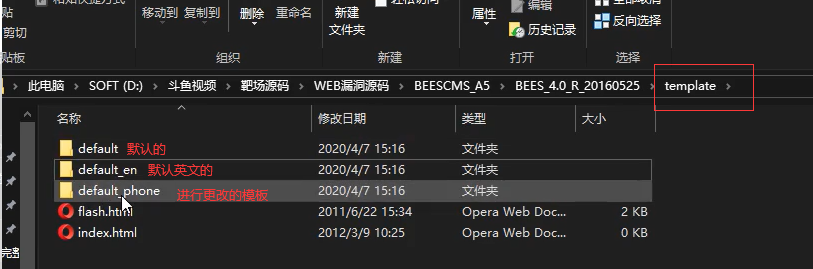 贴
粘贴快捷方式
剪切
移动到 复制到
删除
重命名
新建
文件夹
轻松访问
属性
编辑
历史记录
全部取消
反向选择
贴板
组织
新建
打开
选择
此电脑 SOFT (D:) 斗鱼视频 靶场源码 WEB漏洞源码 BEESCMS_A5 BEES_4.0_R_20160525 template
名称 修改日期 类型 大小
default 默认的 2020/4/7 15:16 文件夹
default_en 默认英文的 2020/4/7 15:16 文件夹
default_phone 进行更改的模板 2020/4/7 15:16 文件夹
flash.html 2011/6/22 15:34 Opera Web Doc... 2 KB
index.html 2012/3/9 10:25 Opera Web Doc... 0 KB
完整